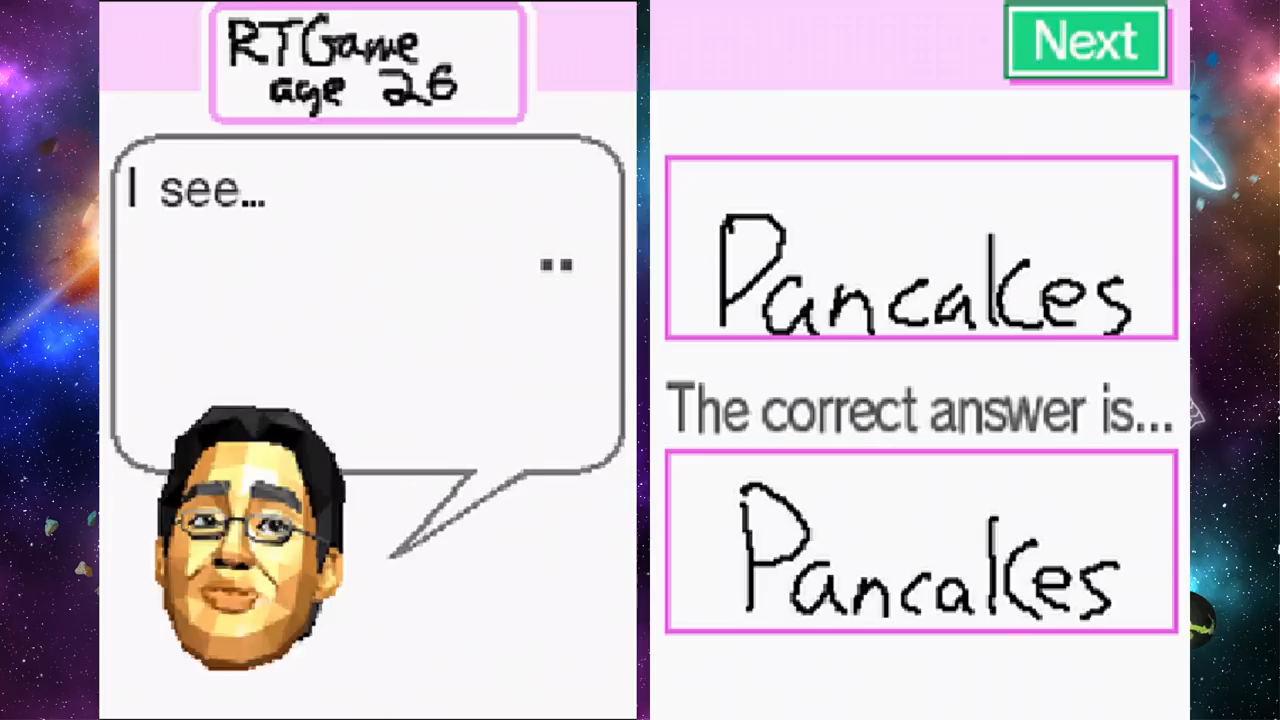 RTGame
age 26
I see...
Next
Pancakes
The correct answer is...
Pancakes